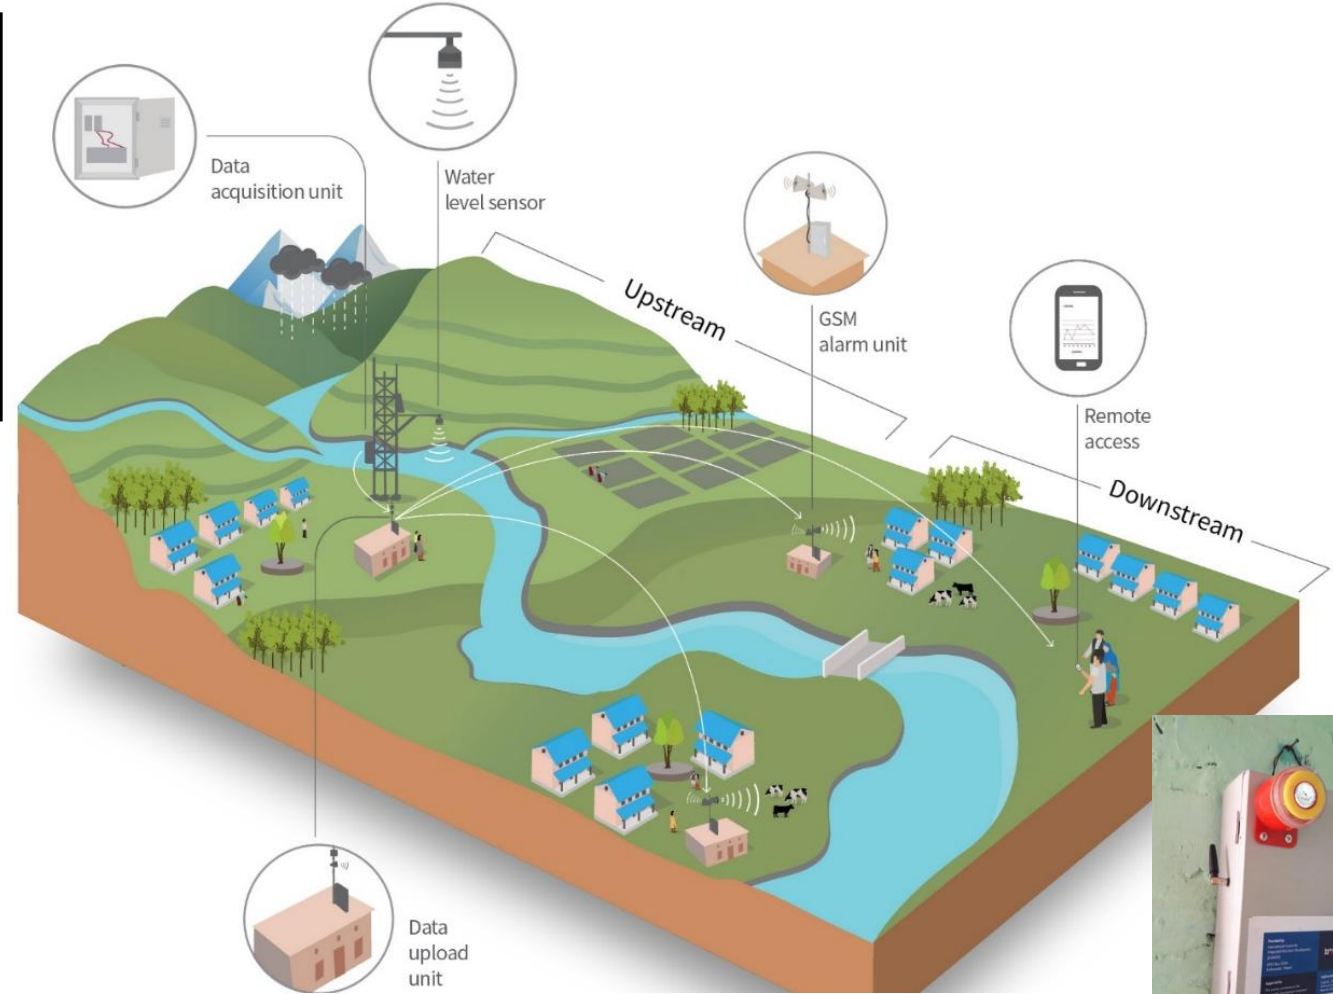 Data
acquisition unit
Water
level sensor
Upstream
GSM
alarm unit
Remote
access
Downstream
Data
upload
unit